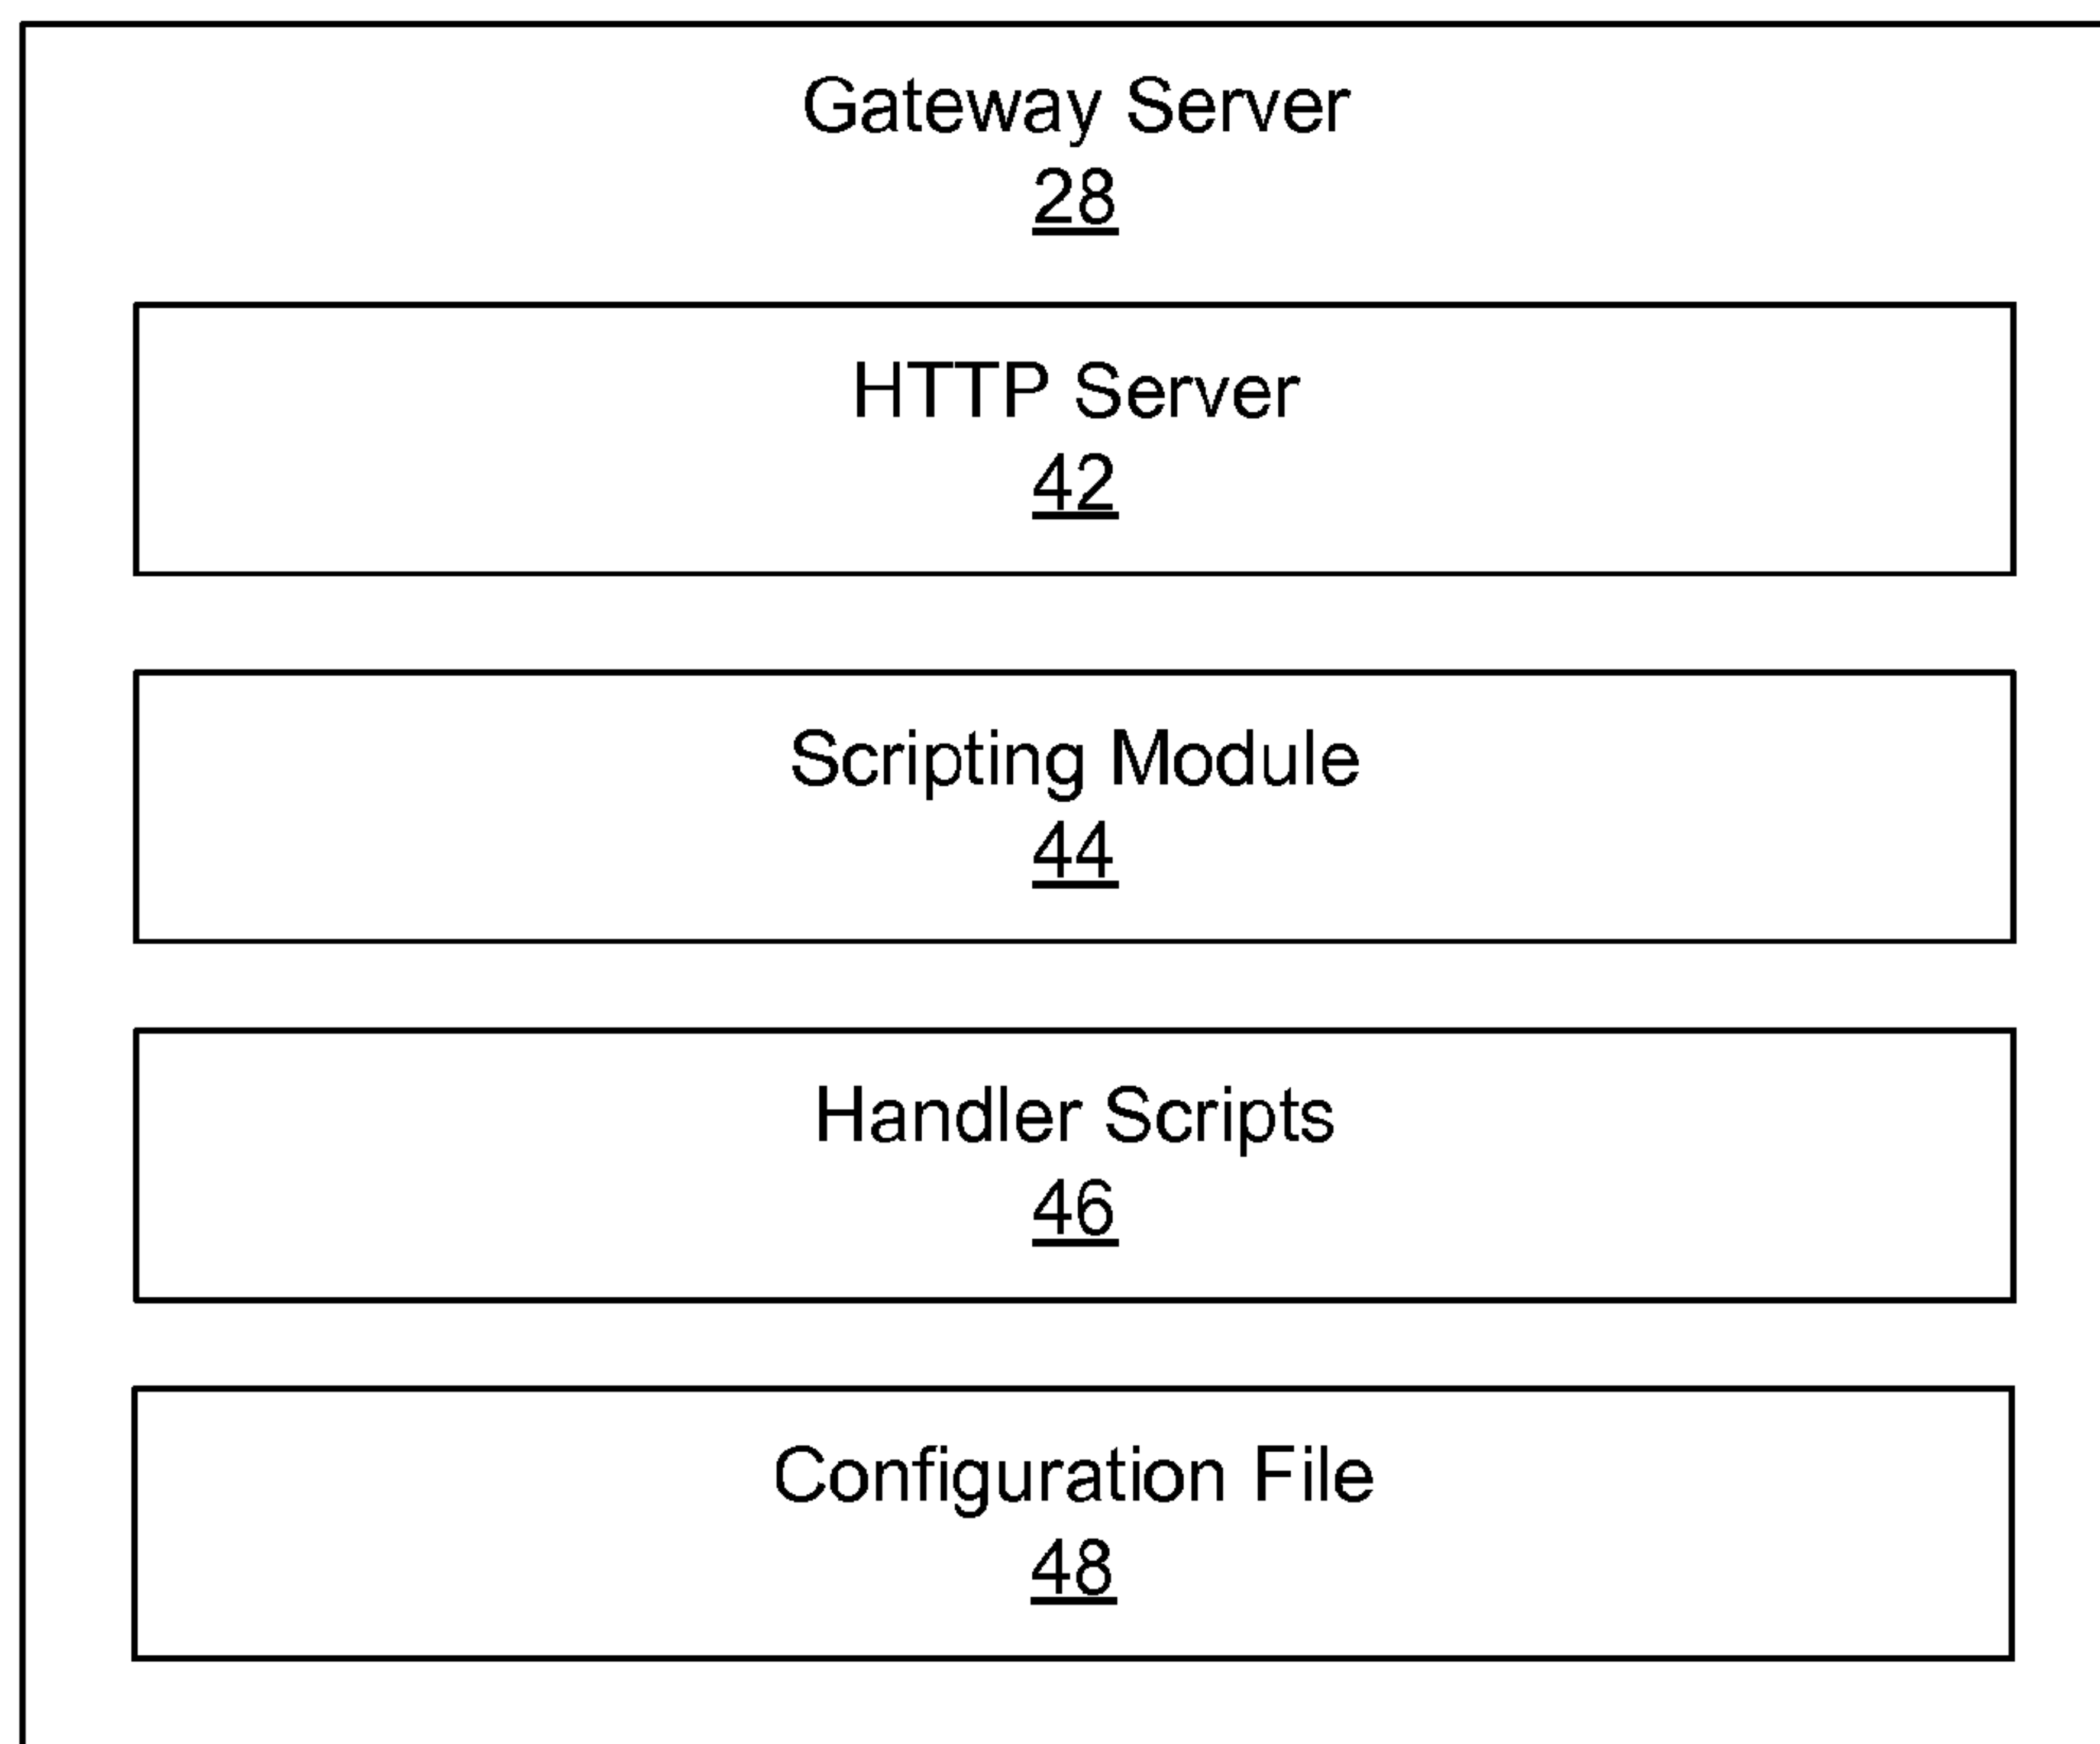 Gateway Server
28
HTTP Server
42
Scripting Module
44
Handler Scripts
46
Configuration File
48